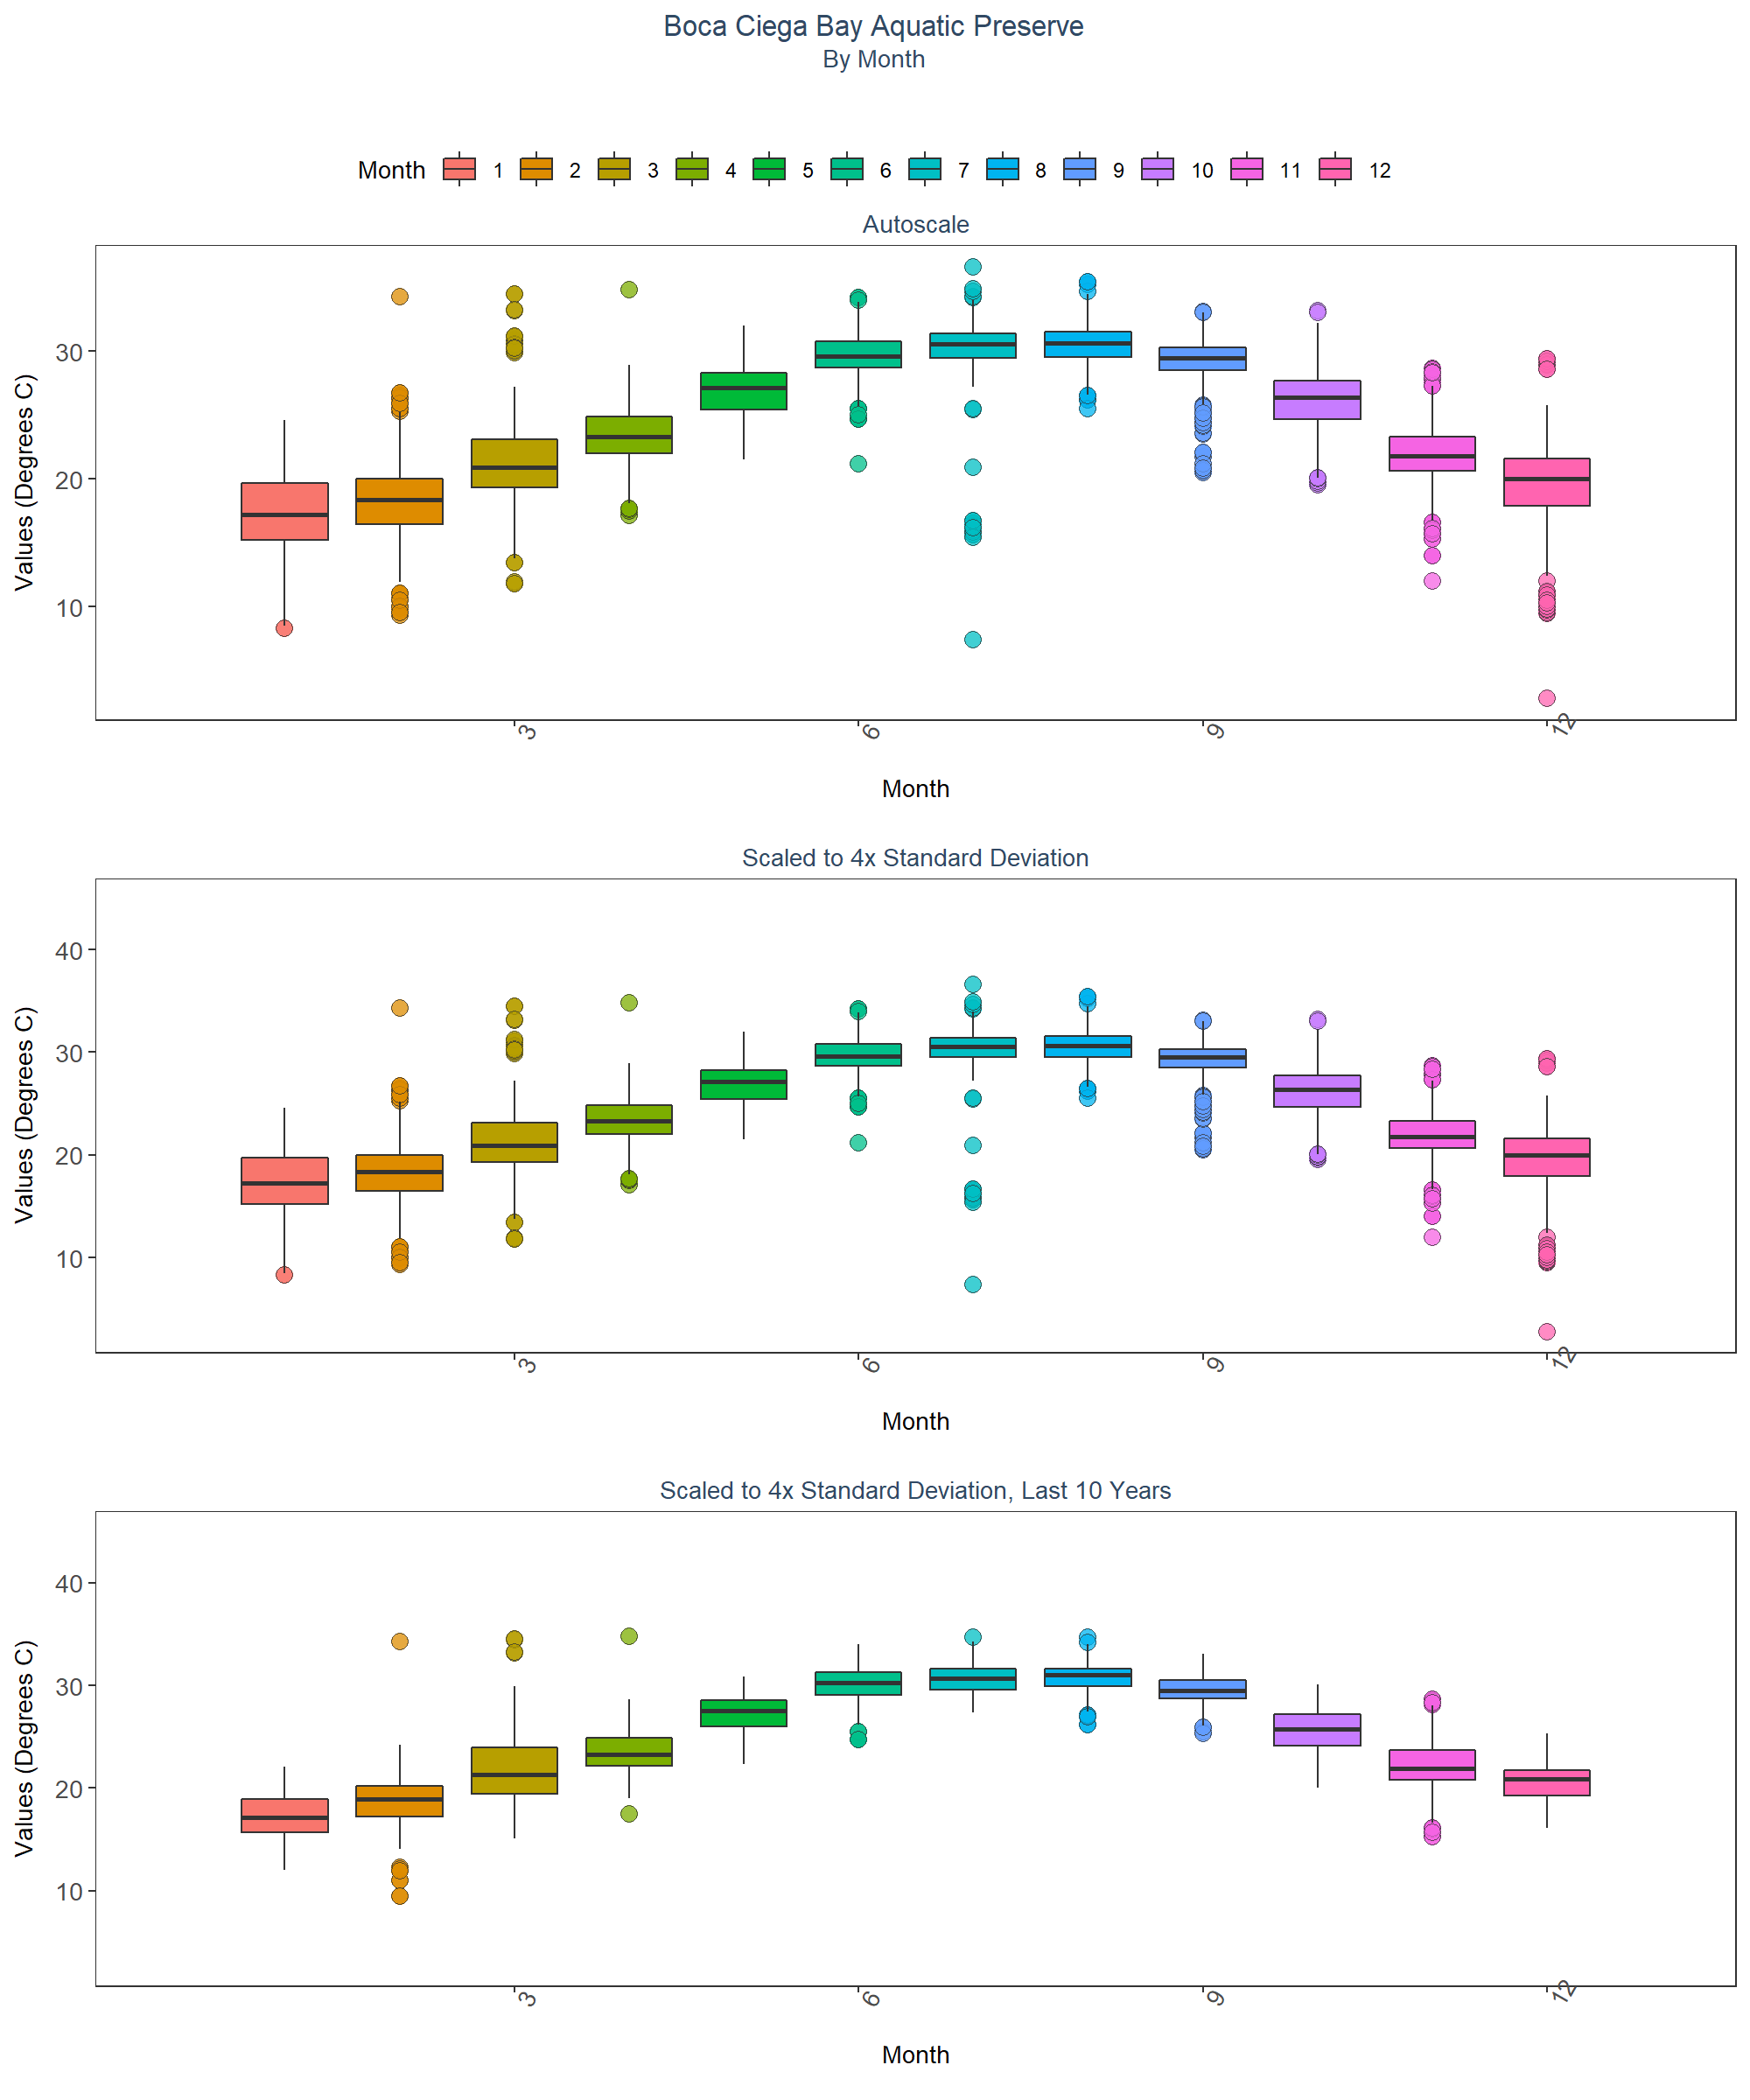 Boca Ciega Bay Aquatic Preserve
By Month
Month 1 2 3 4 5 6 7 8 9 10 11 12
Autoscale
Values (Degrees C)
30
20
10
3 6 9 12
Month
Scaled to 4x Standard Deviation
Values (Degrees C)
40
30
20
10
3 6 9 12
Month
Scaled to 4x Standard Deviation, Last 10 Years
Values (Degrees C)
40
30
20
10
3 6 9 12
Month